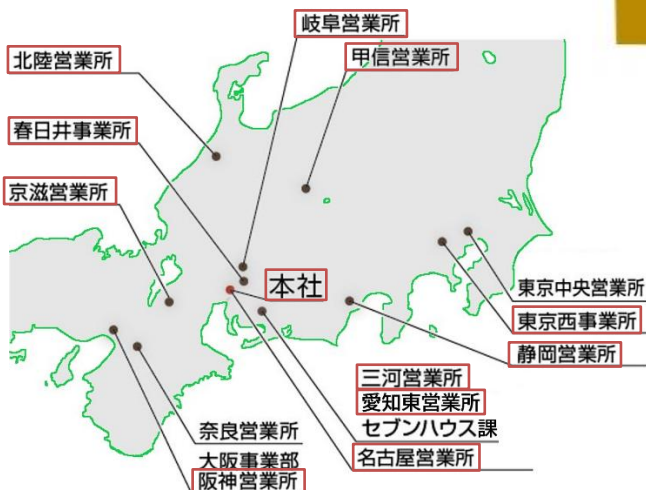 岐阜営業所
北陸営業所
甲信営業所
春日井事業所
京滋営業所
本社
東京中央営業所
東京西事業所
静岡営業所
三河営業所
愛知東営業所
セブンハウス課
名古屋営業所
奈良営業所
大阪事業部
阪神営業所